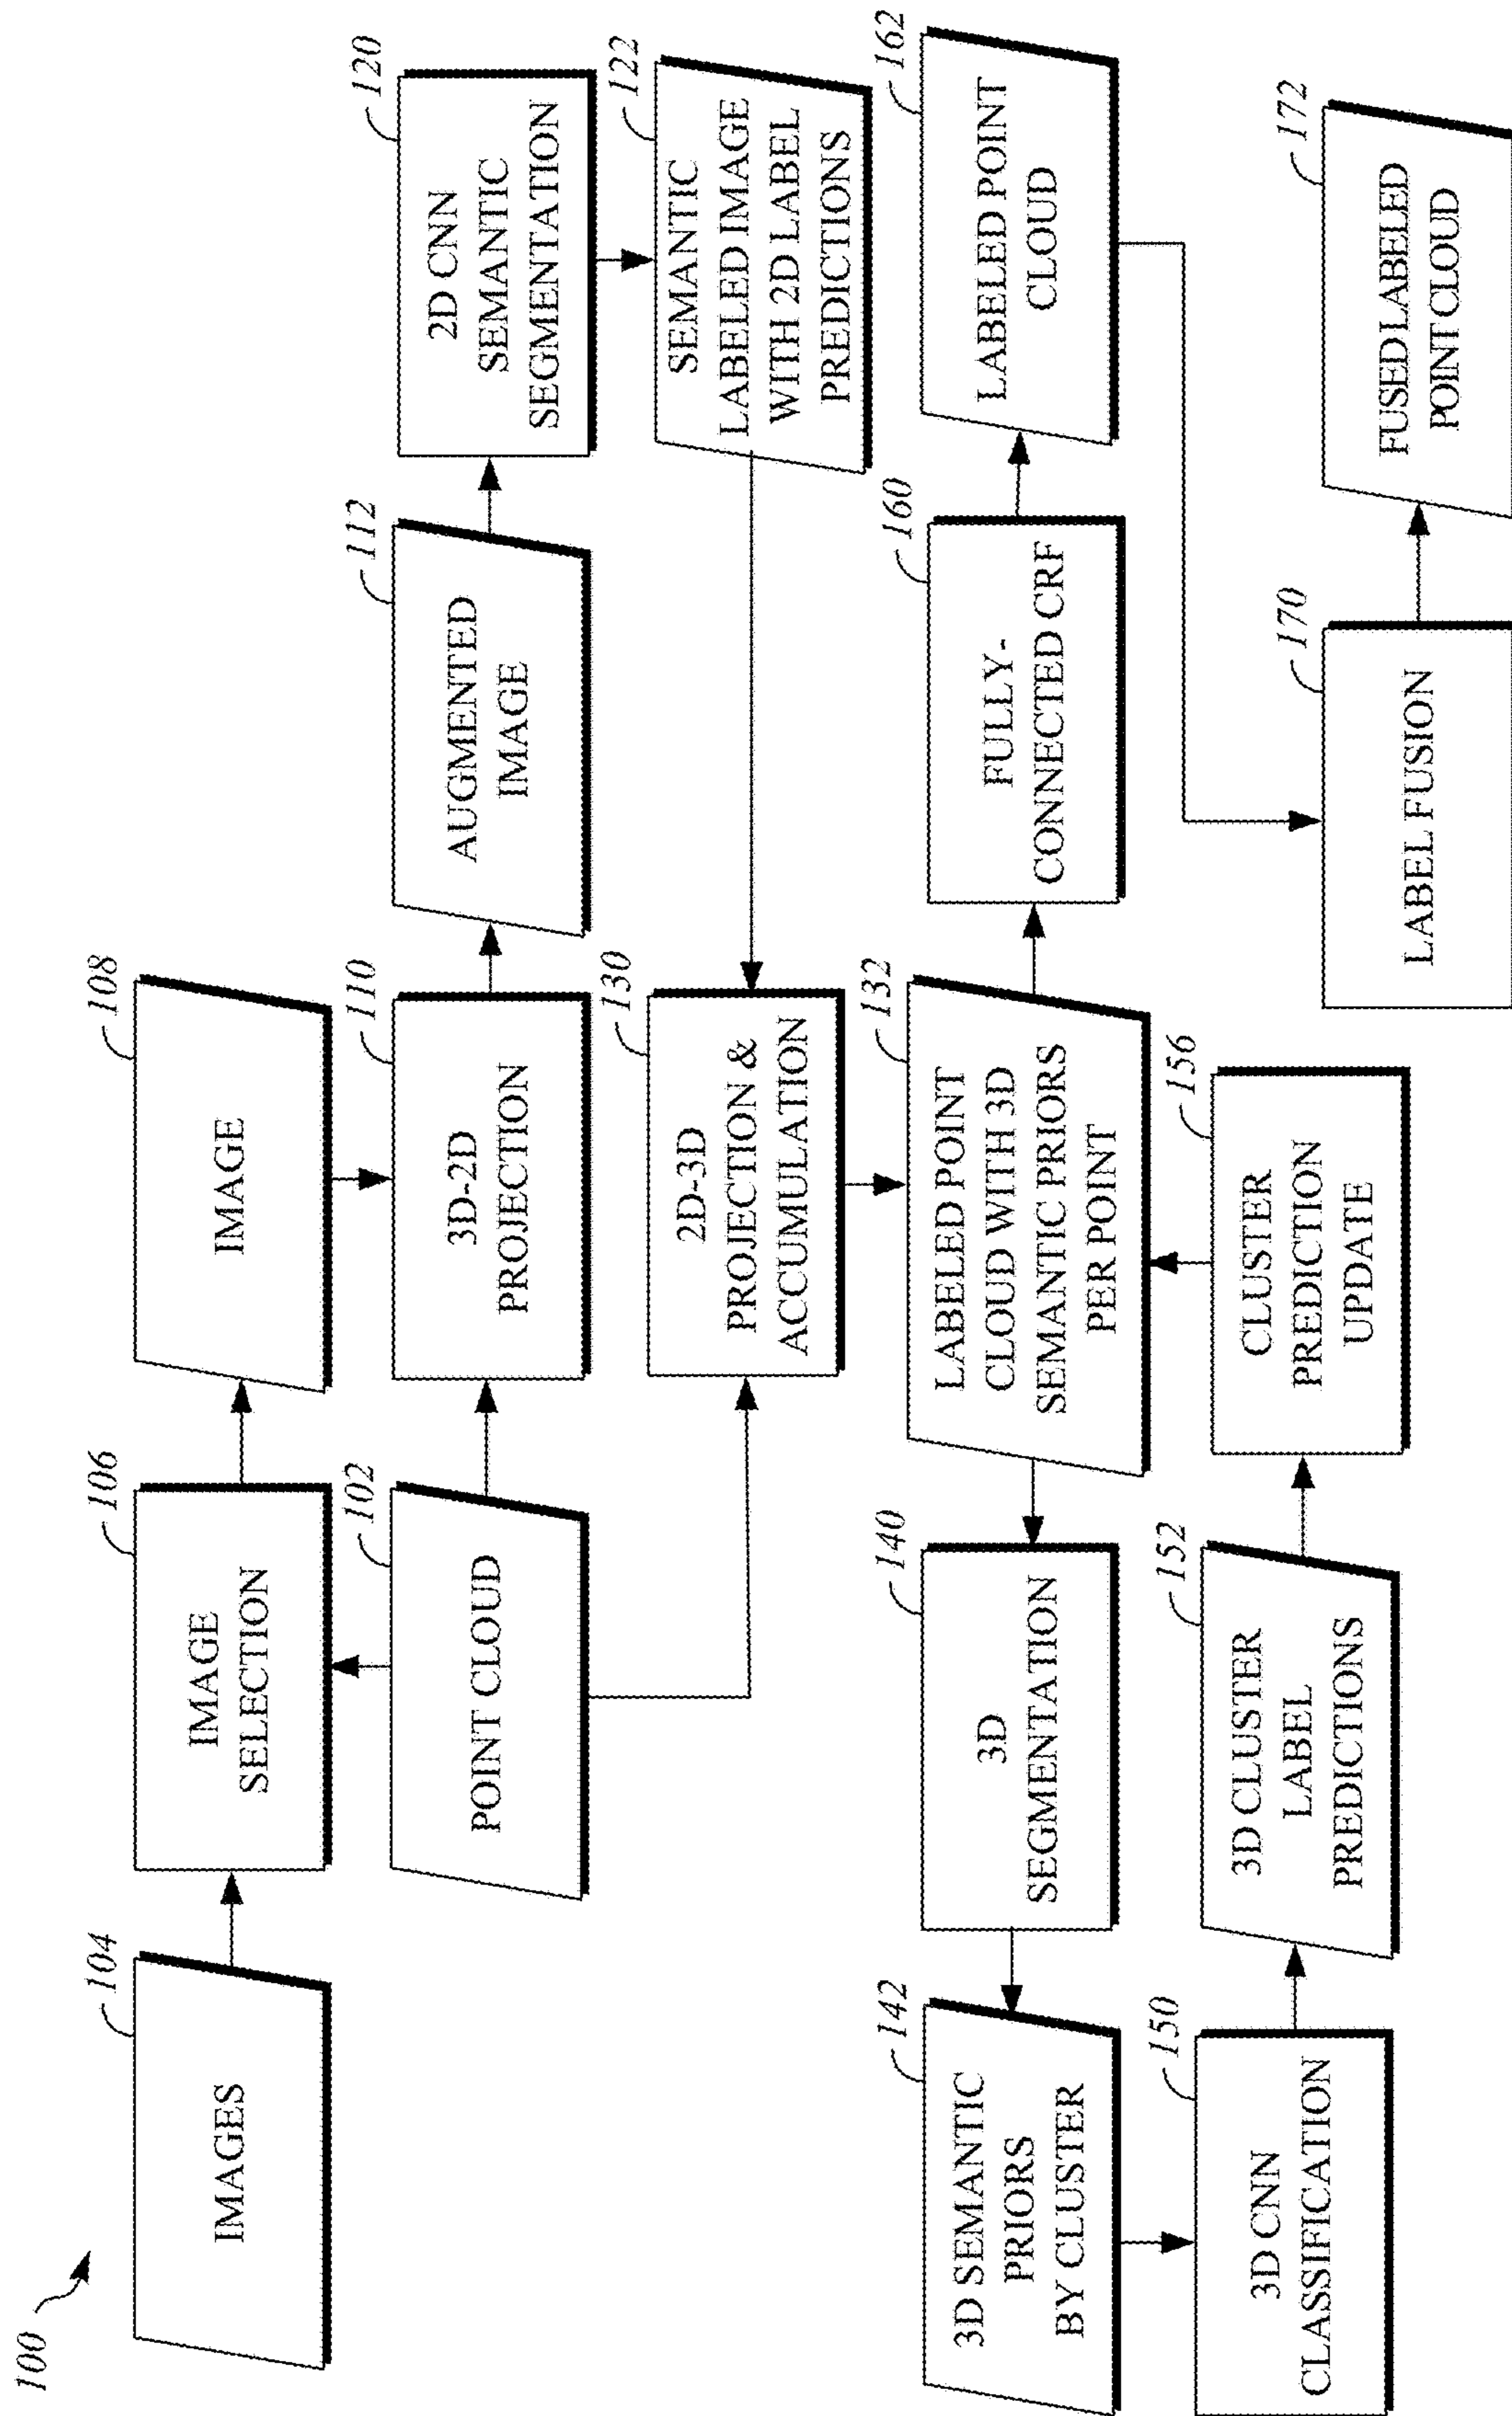 100
104
IMAGES
106
IMAGE
SELECTION
108
IMAGE
102
POINT CLOUD
110
3D-2D
PROJECTION
112
AUGMENTED
IMAGE
120
2D CNN
SEMANTIC
SEGMENTATION
122
SEMANTIC
LABELED IMAGE
WITH 2D LABEL
PREDICTIONS
130
2D-3D
PROJECTION &
ACCUMULATION
132
LABELED POINT
CLOUD WITH 3D
SEMANTIC PRIORS
PER POINT
140
3D
SEGMENTATION
142
3D SEMANTIC
PRIORS
BY CLUSTER
150
3D CNN
CLASSIFICATION
152
3D CLUSTER
LABEL
PREDICTIONS
156
CLUSTER
PREDICTION
UPDATE
160
FULLY-
CONNECTED CRF
162
LABELED POINT
CLOUD
170
LABEL FUSION
172
FUSED LABELED
POINT CLOUD